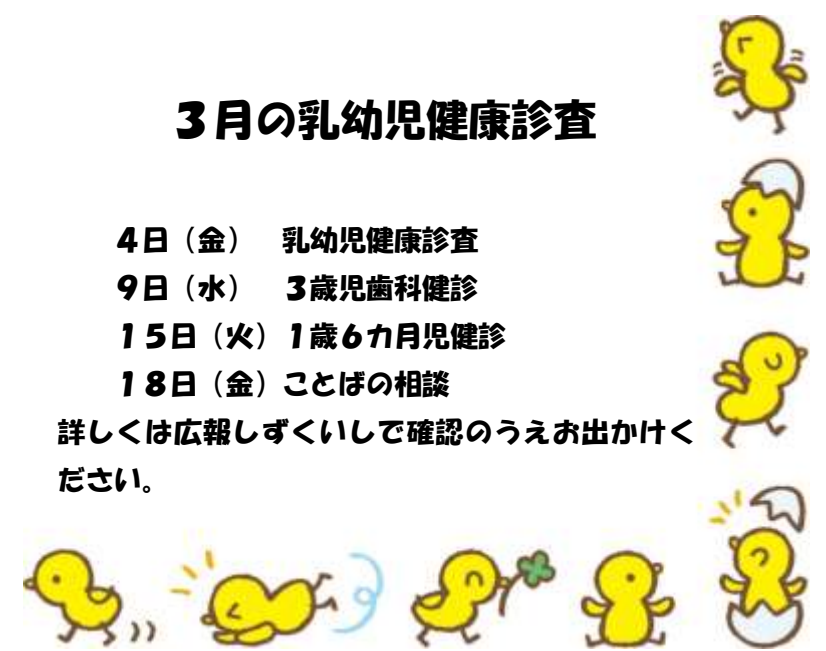 ３月の乳幼児健康診査
４日（金）　乳幼児健康診査
９日（水）　３歳児歯科健診
１５日（火）１歳６カ月児健診
１８日（金）ことばの相談
詳しくは広報しずくいしで確認のうえお出かけく
ださい。